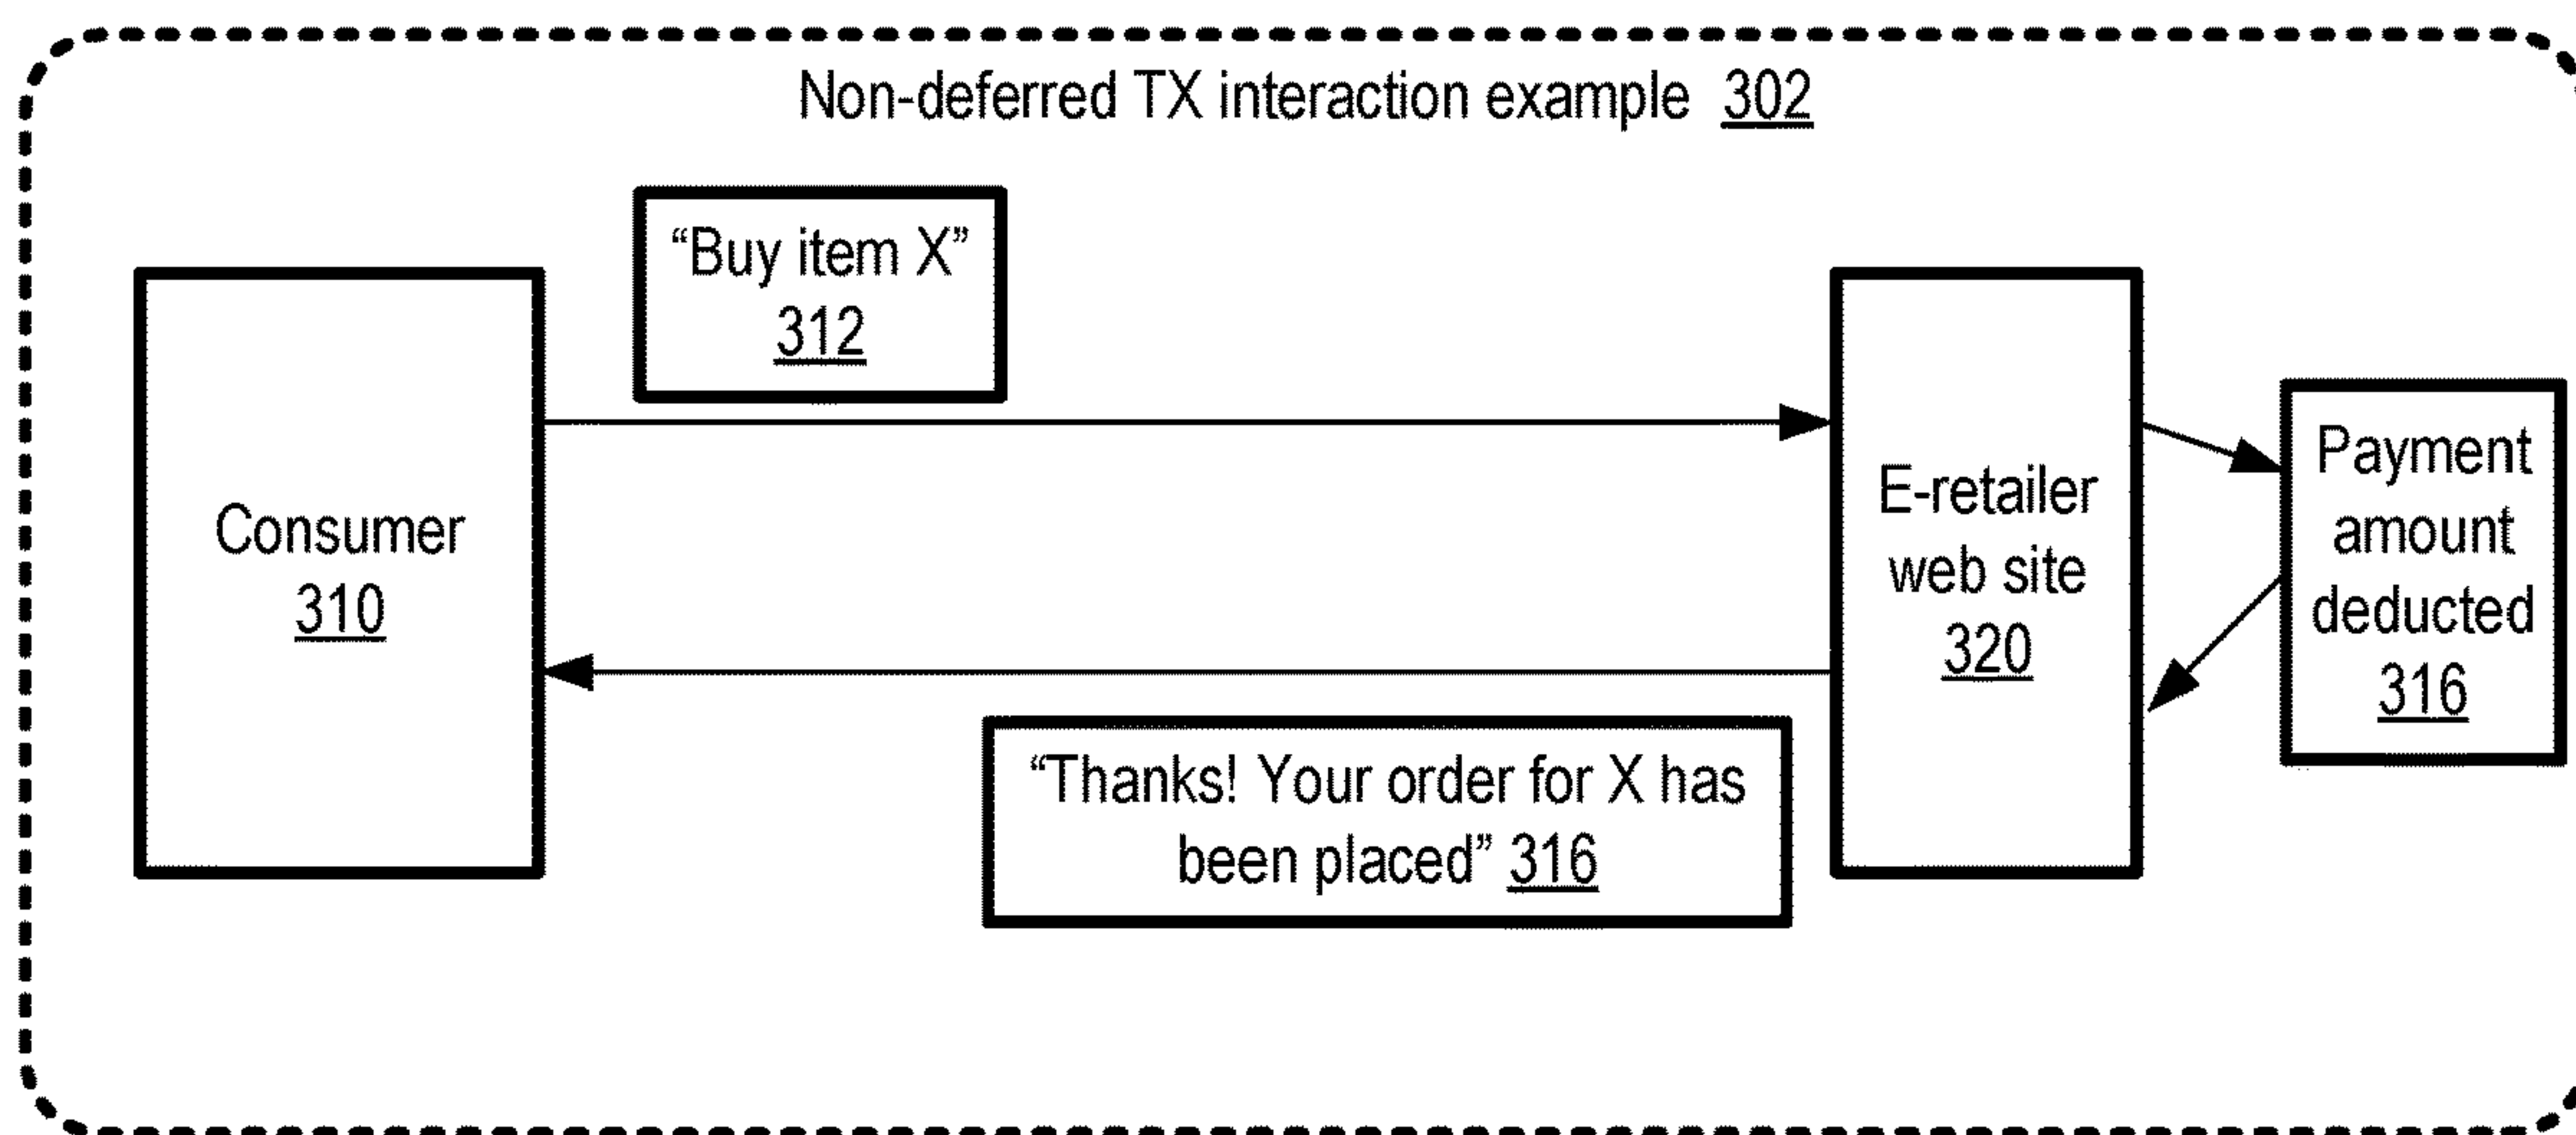 Non-deferred TX interaction example 302
“Buy item X”
312
Consumer
310
E-retailer
web site
320
Payment
amount
deducted
316
“Thanks! Your order for X has
been placed” 316